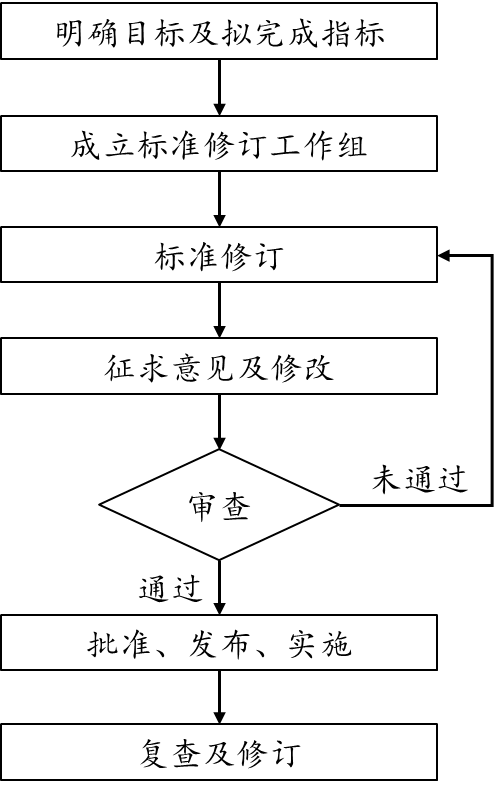 明确目标及拟完成指标
成立标准修订工作组
标准修订
征求意见及修改
审查
未通过
通过
批准、发布、实施
复查及修订